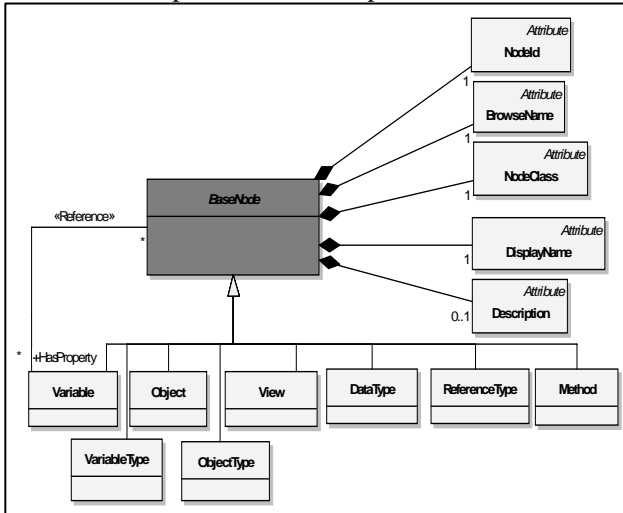 Attribute
NodeId
1
Attribute
BrowseName
1
Attribute
NodeClass
1
BaseNode
«Reference»
*
Attribute
DisplayName
1
Attribute
Description
0..1
* +HasProperty
Variable
Object
View
DataType
ReferenceType
Method
VariableType
ObjectType